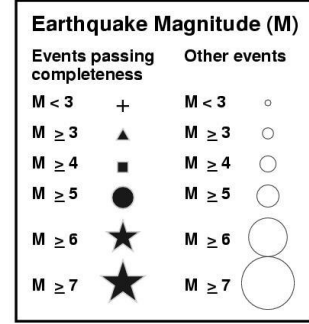 Earthquake Magnitude (M)
Events passing Other events
completeness
M < 3 M < 3
M ≥ 3 M ≥ 3
M ≥ 4 M ≥ 4
M ≥ 5 M ≥ 5
M ≥ 6 M ≥ 6
M ≥ 7 M ≥ 7